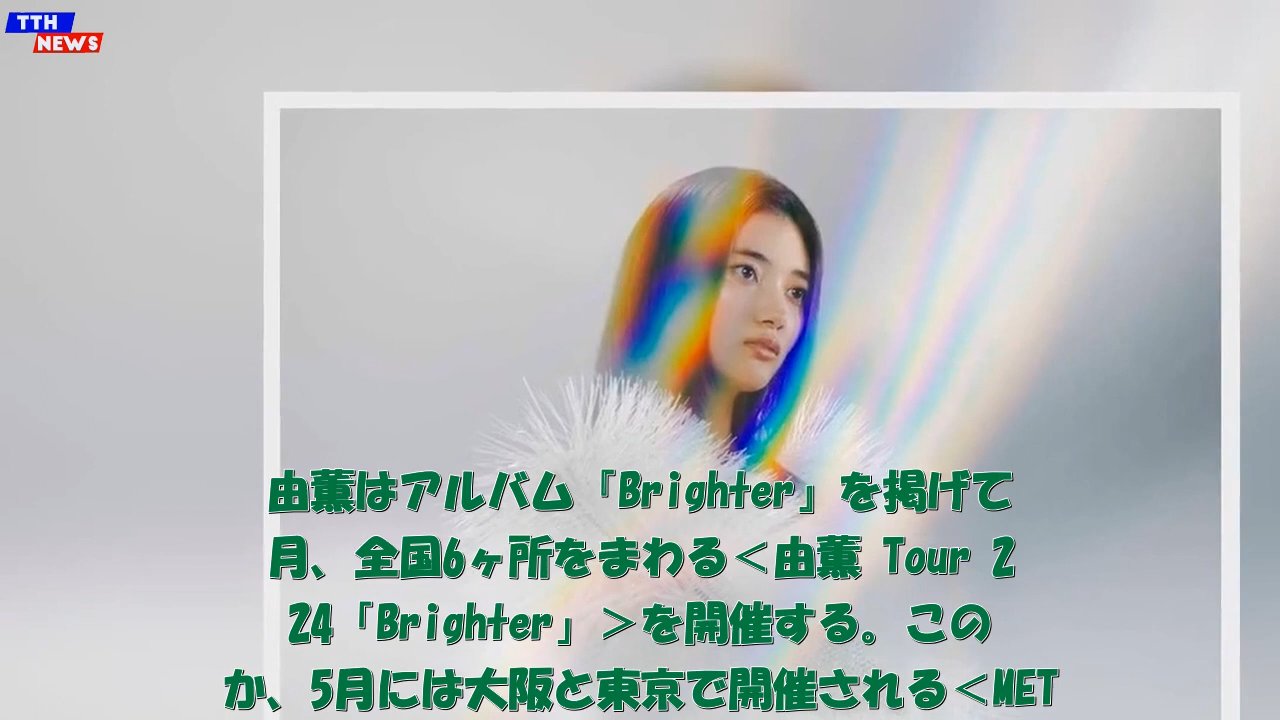 TTH
NEWS
由薫はアルバム「Brighter」を掲げて
月、全国6ヶ所をまわる＜由薫 Tour 2
24「Brighter」＞を開催する。この
か、5月には大阪と東京で開催される＜MET